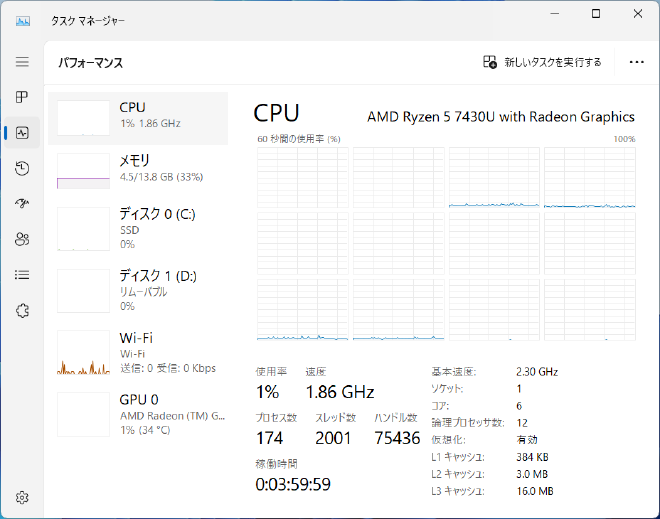 タスク マネージャー
パフォーマンス
新しいタスクを実行する
CPU
1% 1.86 GHz
メモリ
4.5/13.8 GB (33%)
ディスク 0 (C:)
SSD
0%
ディスク 1 (D:)
リムーバブル
0%
Wi-Fi
Wi-Fi
送信: 0 受信: 0 Kbps
GPU 0
AMD Radeon (TM) G...
1% (34 °C)
CPU AMD Ryzen 5 7430U with Radeon Graphics
60 秒間の使用率 (%) 100%
使用率 速度
1% 1.86 GHz
プロセス数 スレッド数 ハンドル数
174 2001 75436
稼働時間
0:03:59:59
基本速度: 2.30 GHz
ソケット: 1
コア: 6
論理プロセッサ数: 12
仮想化: 有効
L1 キャッシュ: 384 KB
L2 キャッシュ: 3.0 MB
L3 キャッシュ: 16.0 MB